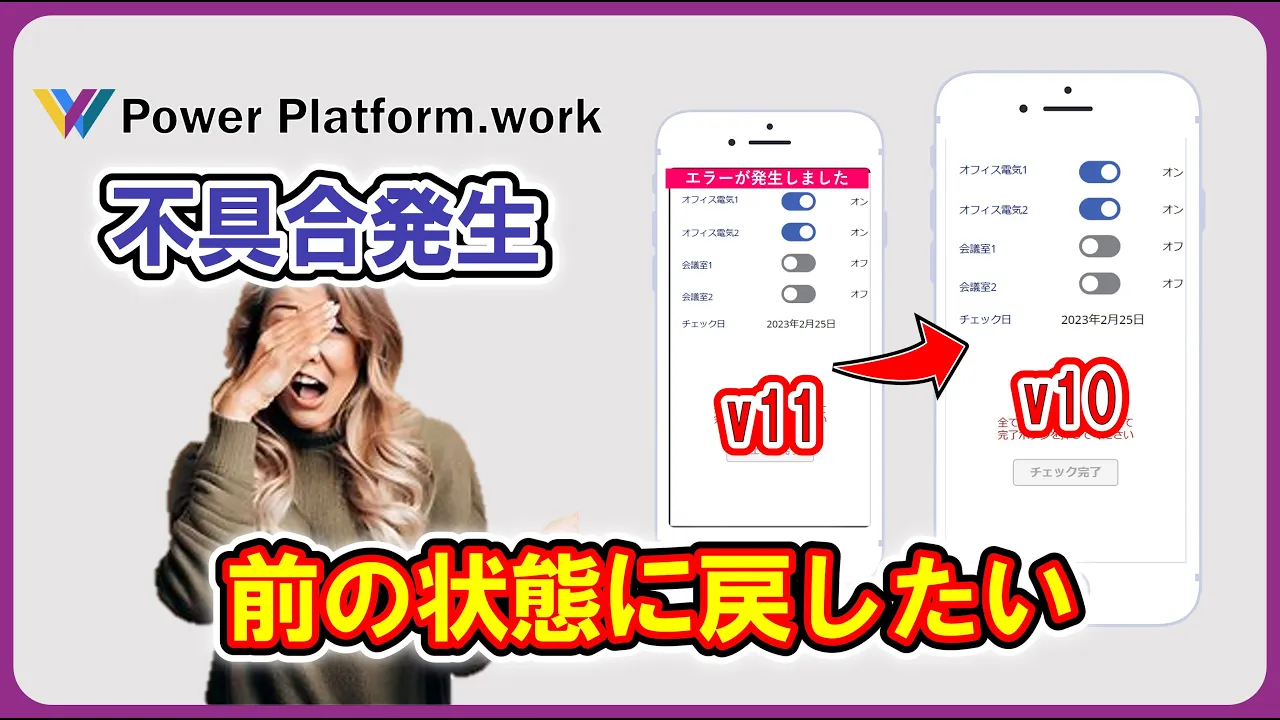 Power Platform.work
不具合発生
エラーが発生しました
オフィス電気1 オン
オフィス電気2 オン
会議室1 オフ
会議室2 オフ
チェック日 2023年2月25日
v11
オフィス電気1 オン
オフィス電気2 オン
会議室1 オフ
会議室2 オフ
チェック日 2023年2月25日
v10
チェック完了
前の状態に戻したい